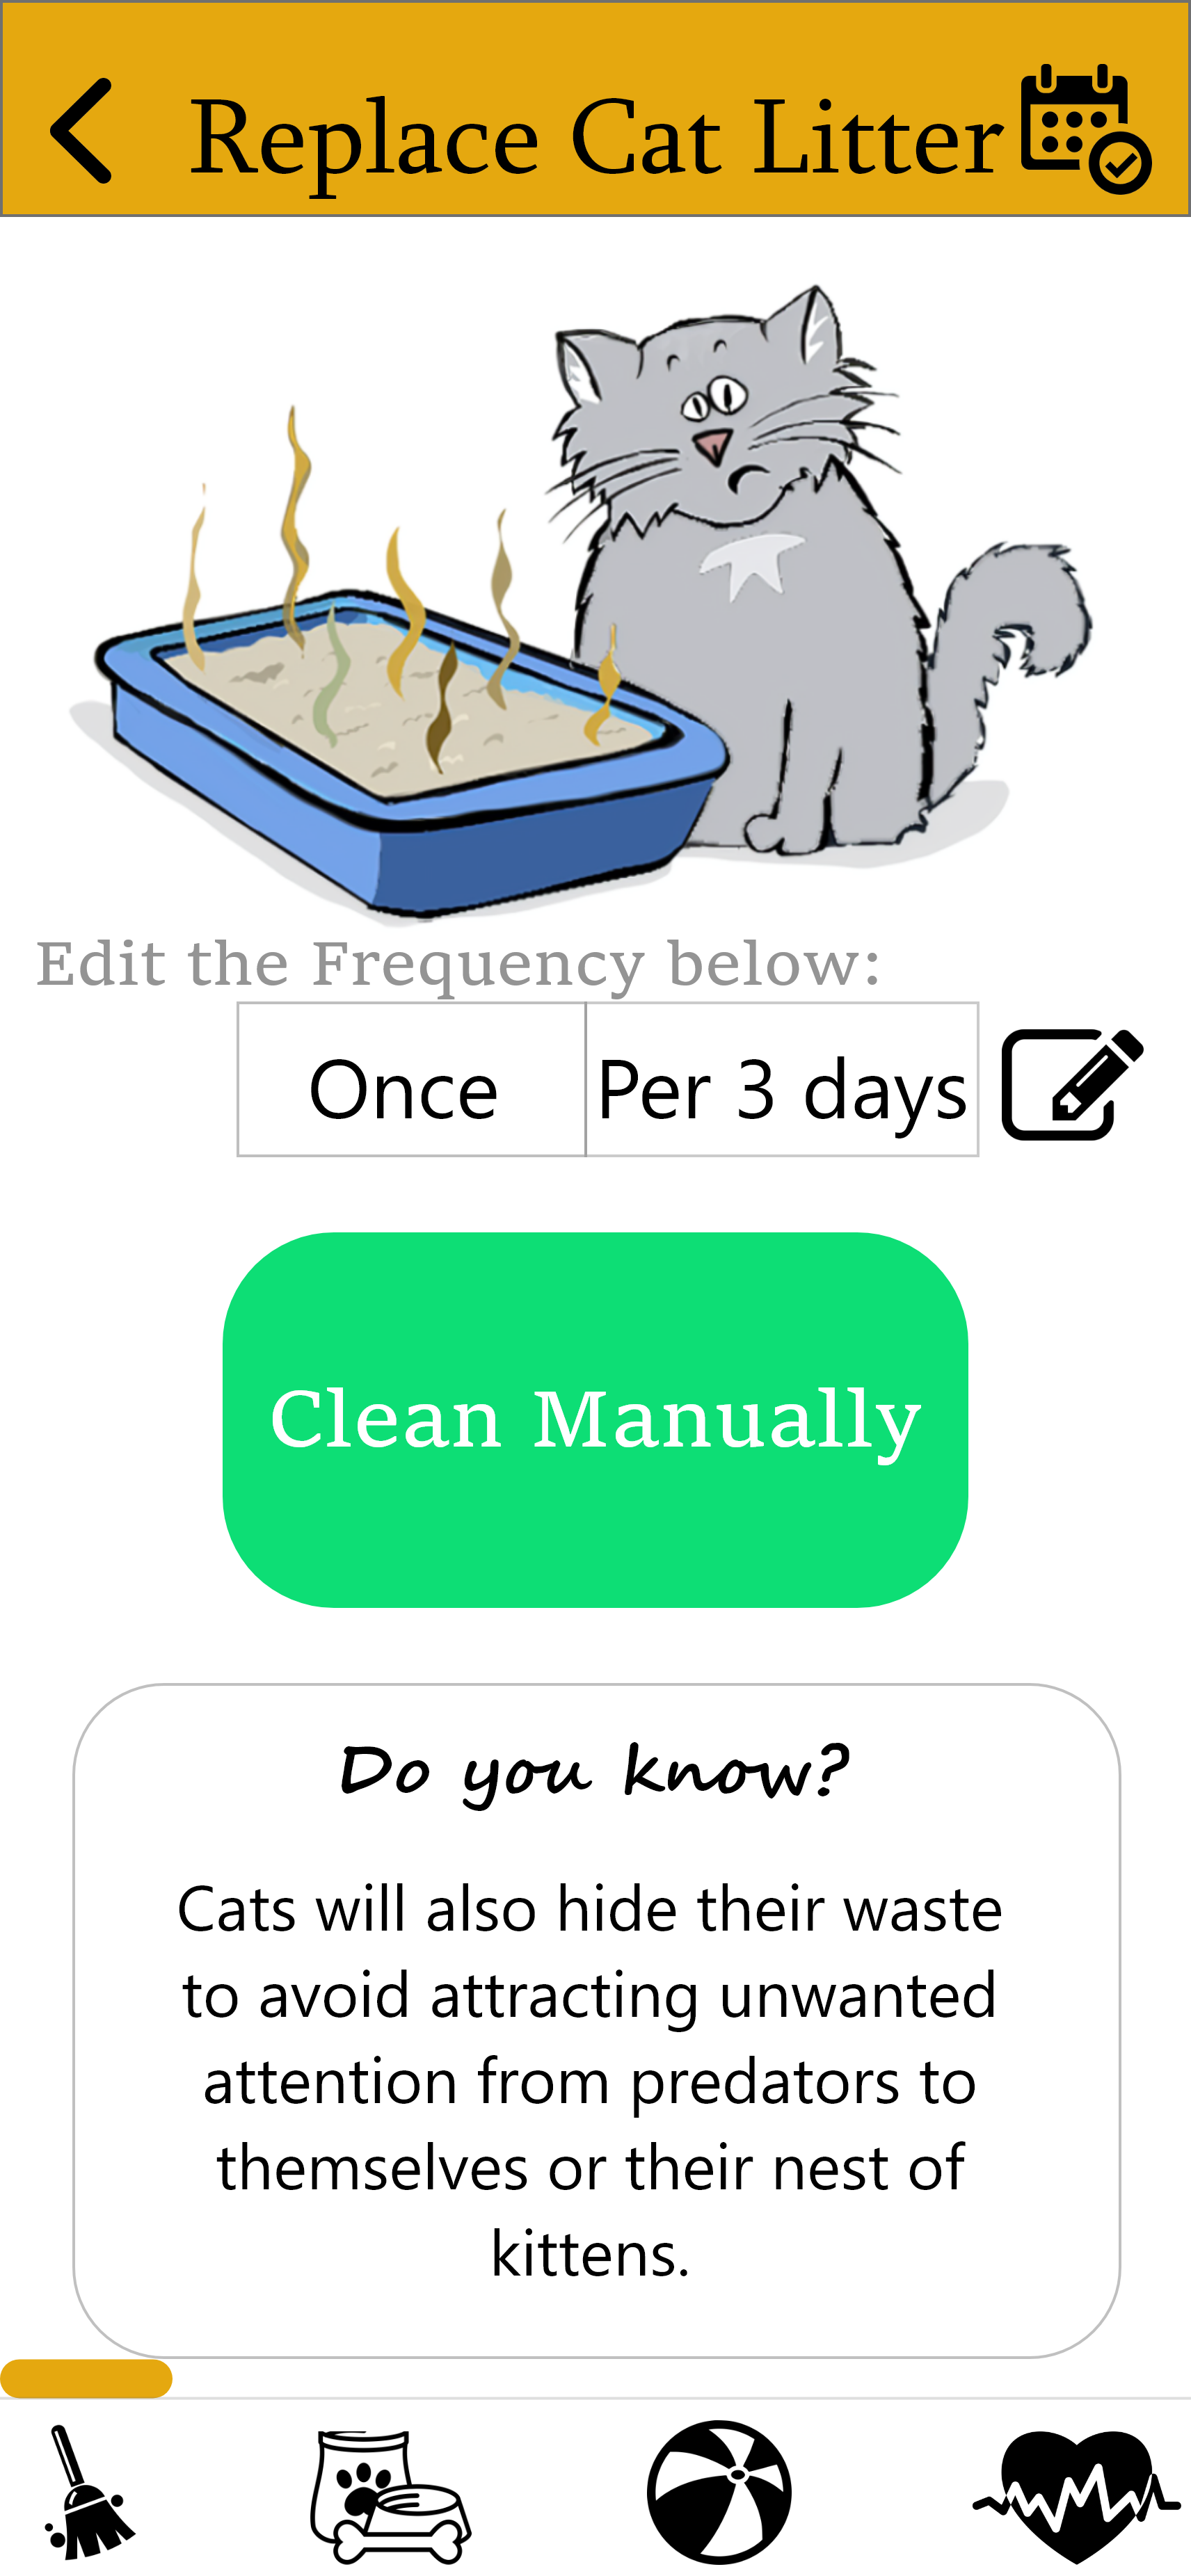 Replace Cat Litter
Edit the Frequency below:
Once
Per 3 days
Clean Manually
Do you know?
Cats will also hide their waste
to avoid attracting unwanted
attention from predators to
themselves or their nest of
kittens.